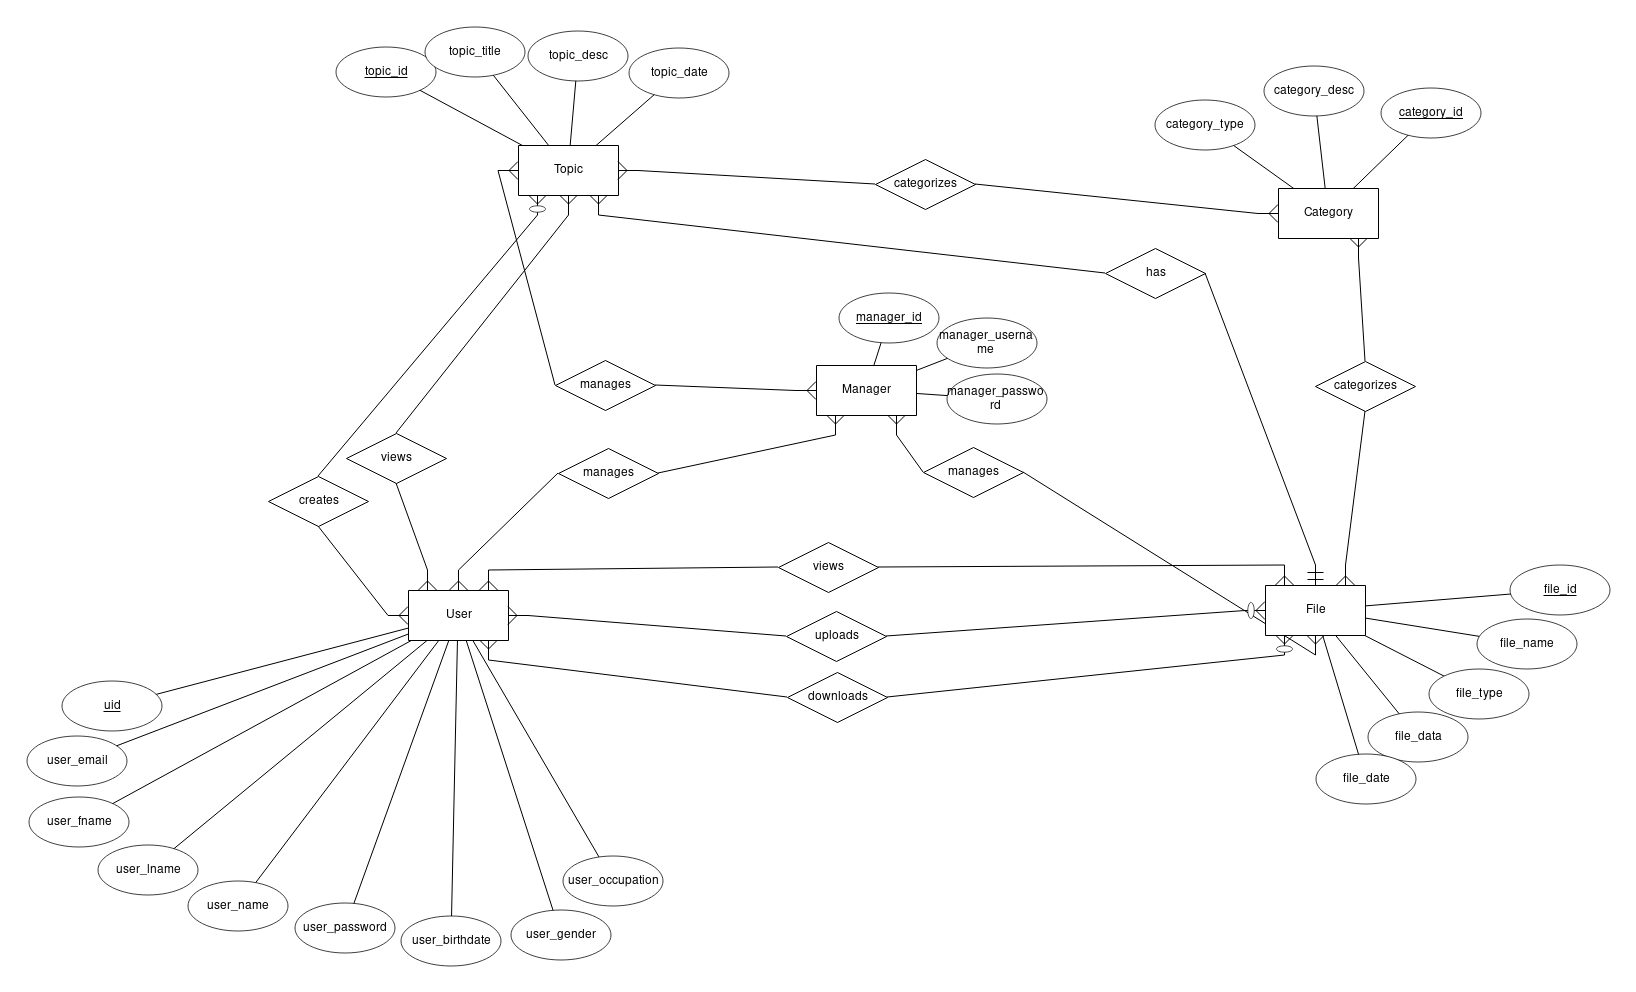 topic_id
topic_title
topic_desc
topic_date
category_type
category_desc
category_id
Topic
categorizes
Category
has
manager_id
manager_userna
me
manages
Manager
manager_passwo
rd
categorizes
views
manages
manages
creates
views
User
uploads
File
file_id
file_name
downloads
file_type
uid
file_data
user_email
file_date
user_fname
user_lname
user_occupation
user_name
user_password
user_birthdate
user_gender